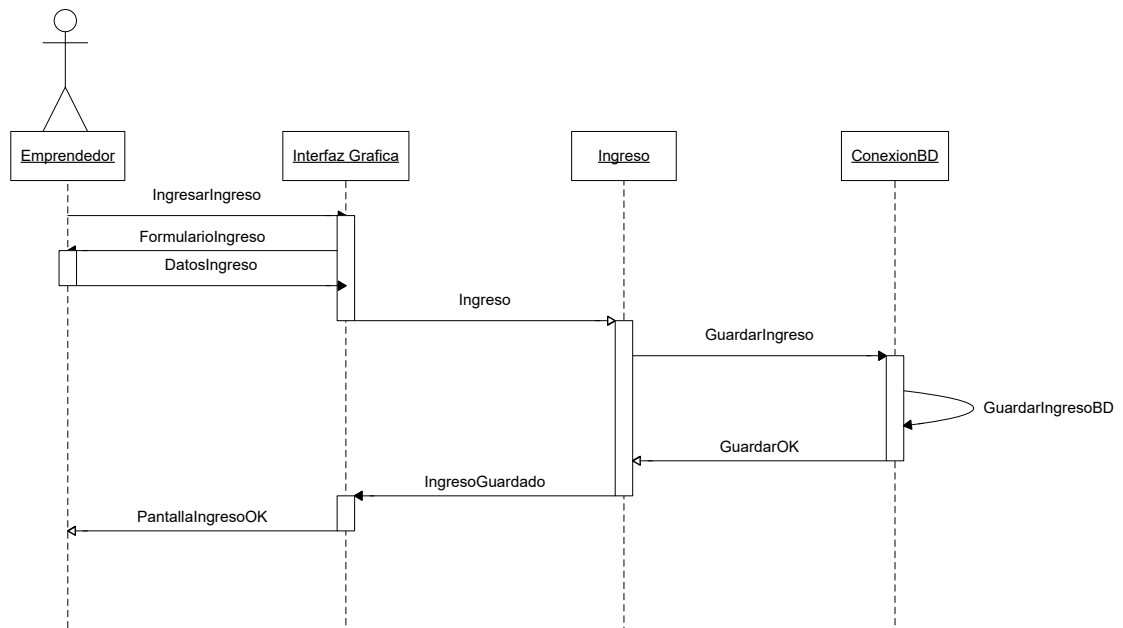 Emprendedor
Interfaz Grafica
Ingreso
ConexionBD
IngresarIngreso
FormularioIngreso
DatosIngreso
Ingreso
GuardarIngreso
GuardarIngresoBD
GuardarOK
IngresoGuardado
PantallaIngresoOK